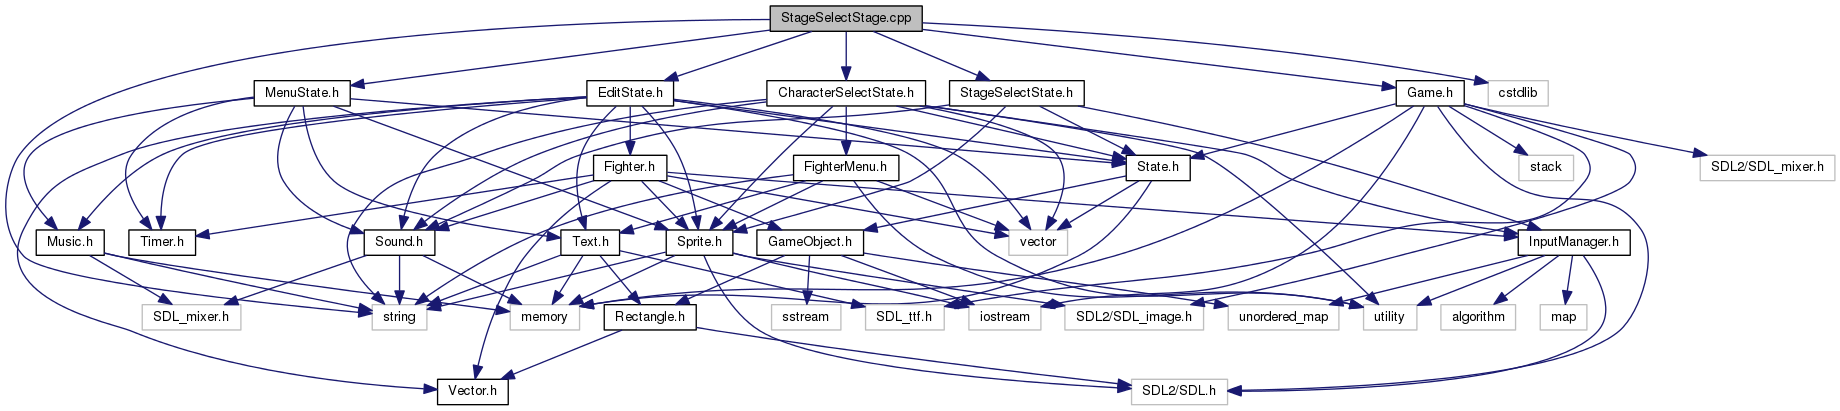 StageSelectStage.cpp
MenuState.h
EditState.h
CharacterSelectState.h
StageSelectState.h
Game.h
cstdlib
Fighter.h
FighterMenu.h
State.h
stack
SDL2/SDL_mixer.h
Music.h
Timer.h
Sound.h
Text.h
Sprite.h
GameObject.h
vector
InputManager.h
SDL_mixer.h
string
memory
Rectangle.h
sstream
SDL_ttf.h
iostream
SDL2/SDL_image.h
unordered_map
utility
algorithm
map
Vector.h
SDL2/SDL.h